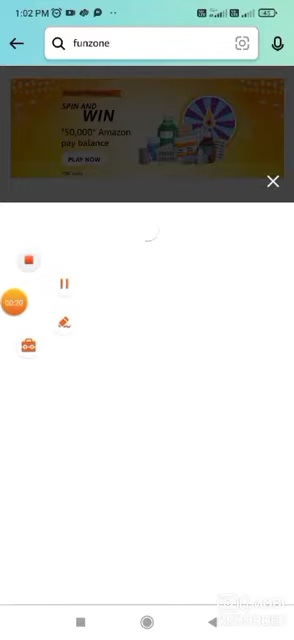 1:02 PM
funzone
SPIN AND
WIN
₹50,000* Amazon
pay balance
PLAY NOW
00:20